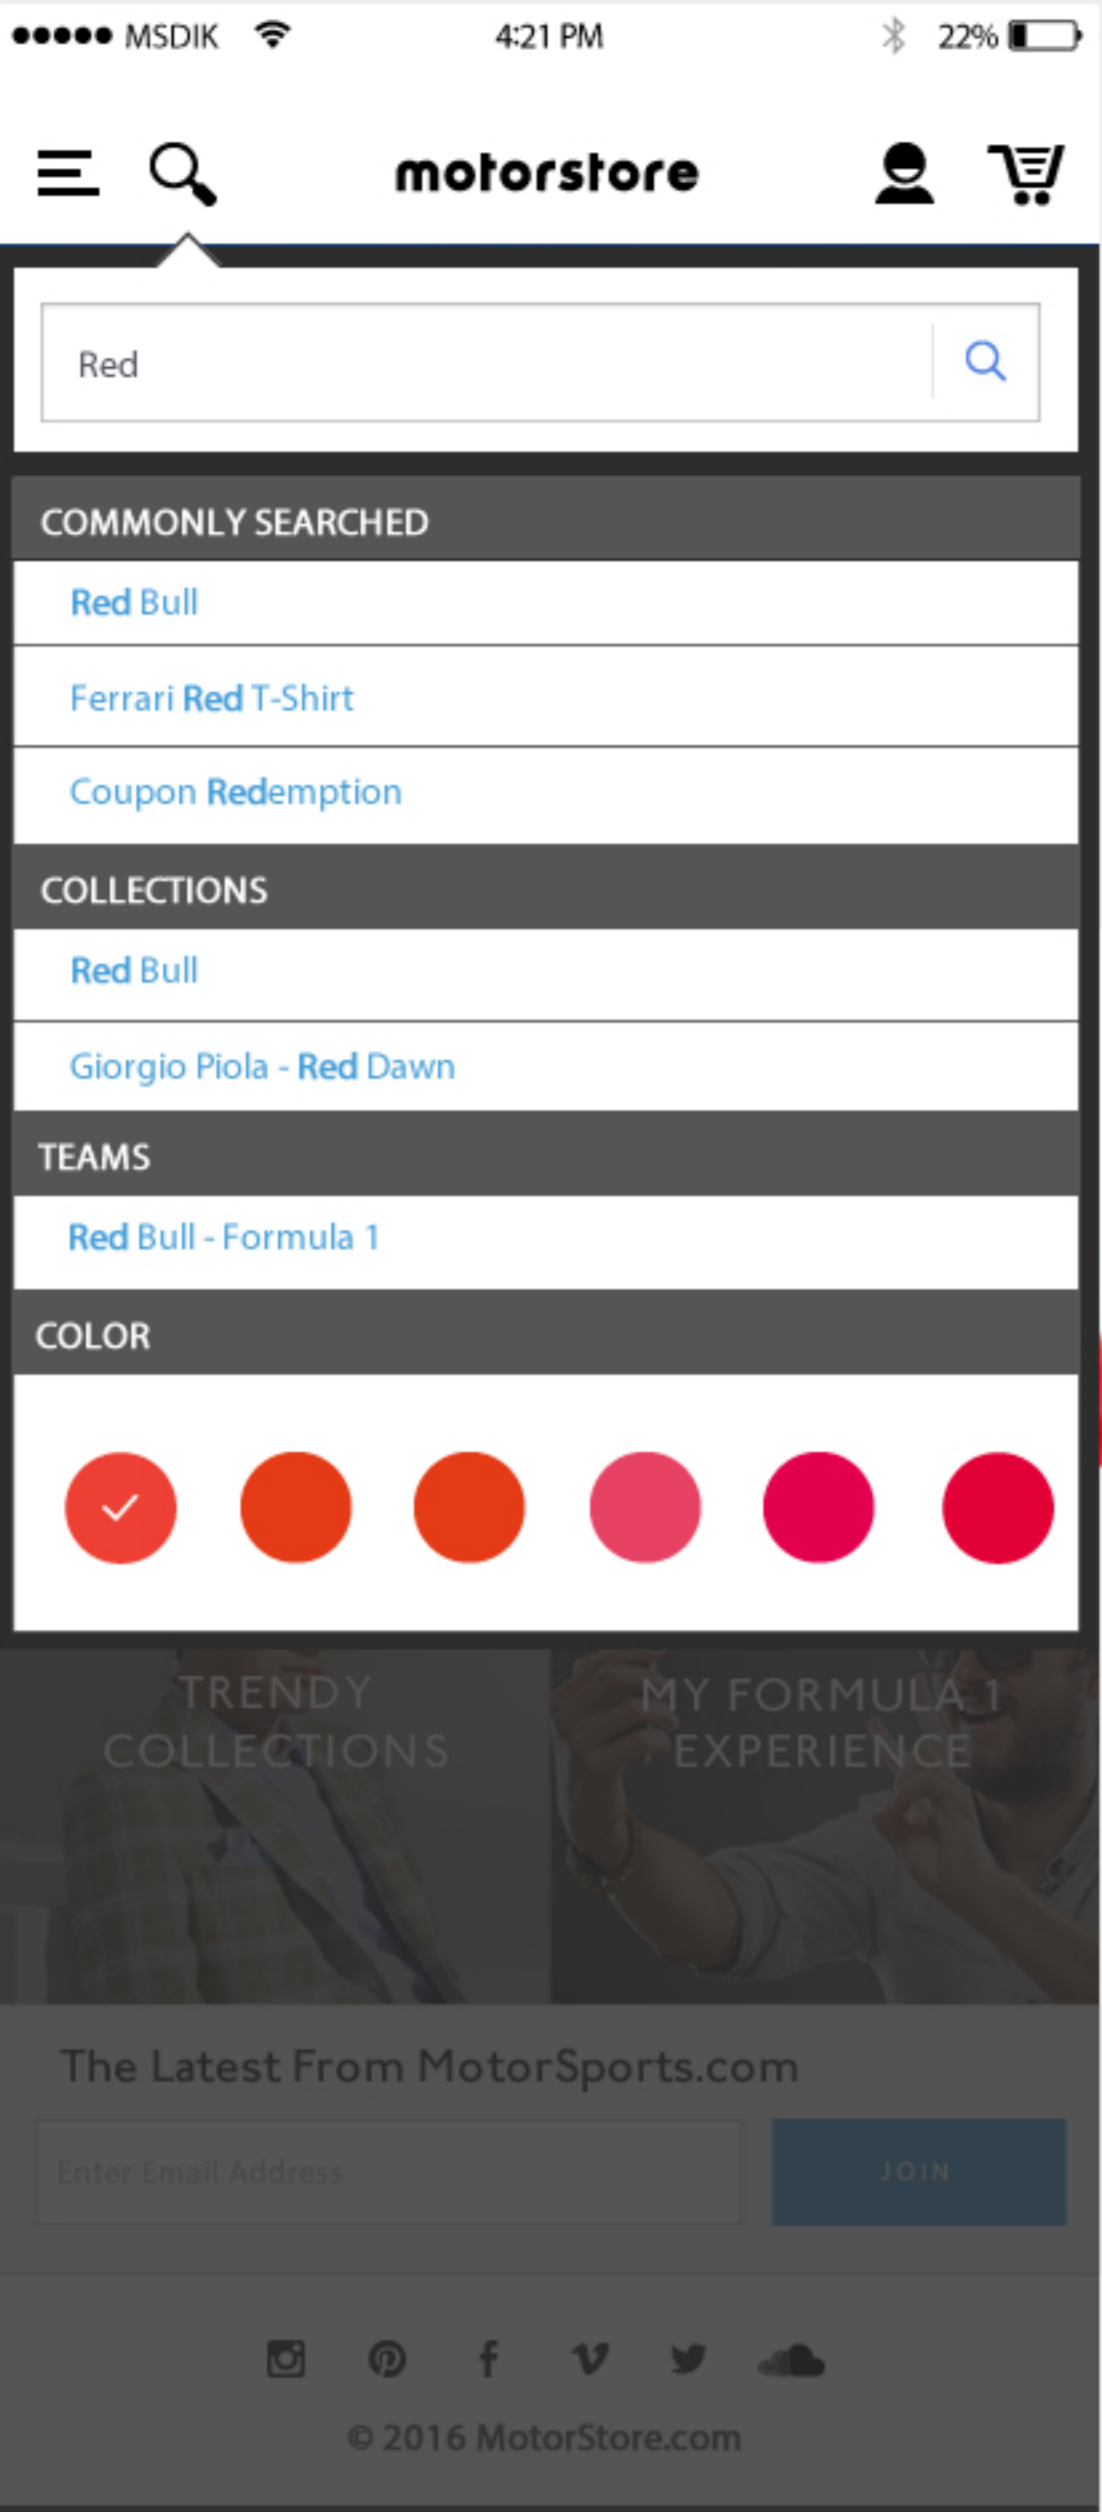 MSDIK 4:21 PM 22%
motorstore
Red
COMMONLY SEARCHED
Red Bull
Ferrari Red T-Shirt
Coupon Redemption
COLLECTIONS
Red Bull
Giorgio Piola - Red Dawn
TEAMS
Red Bull - Formula 1
COLOR
TRENDY
COLLECTIONS
MY FORMULA 1
EXPERIENCE
The Latest From MotorSports.com
Enter Email Address
JOIN
© 2016 MotorStore.com